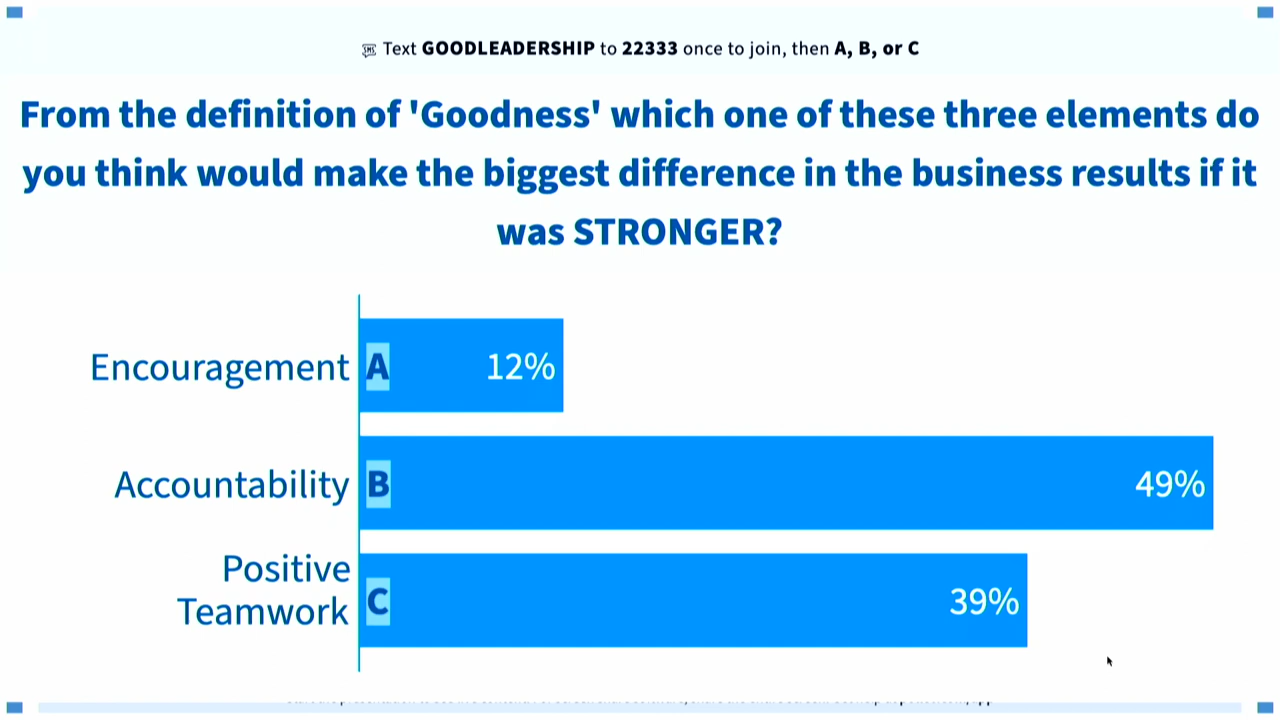 Text GOODLEADERSHIP to 22333 once to join, then A, B, or C
From the definition of 'Goodness' which one of these three elements do
you think would make the biggest difference in the business results if it
was STRONGER?
Encouragement A 12%
Accountability B 49%
Positive
Teamwork C 39%